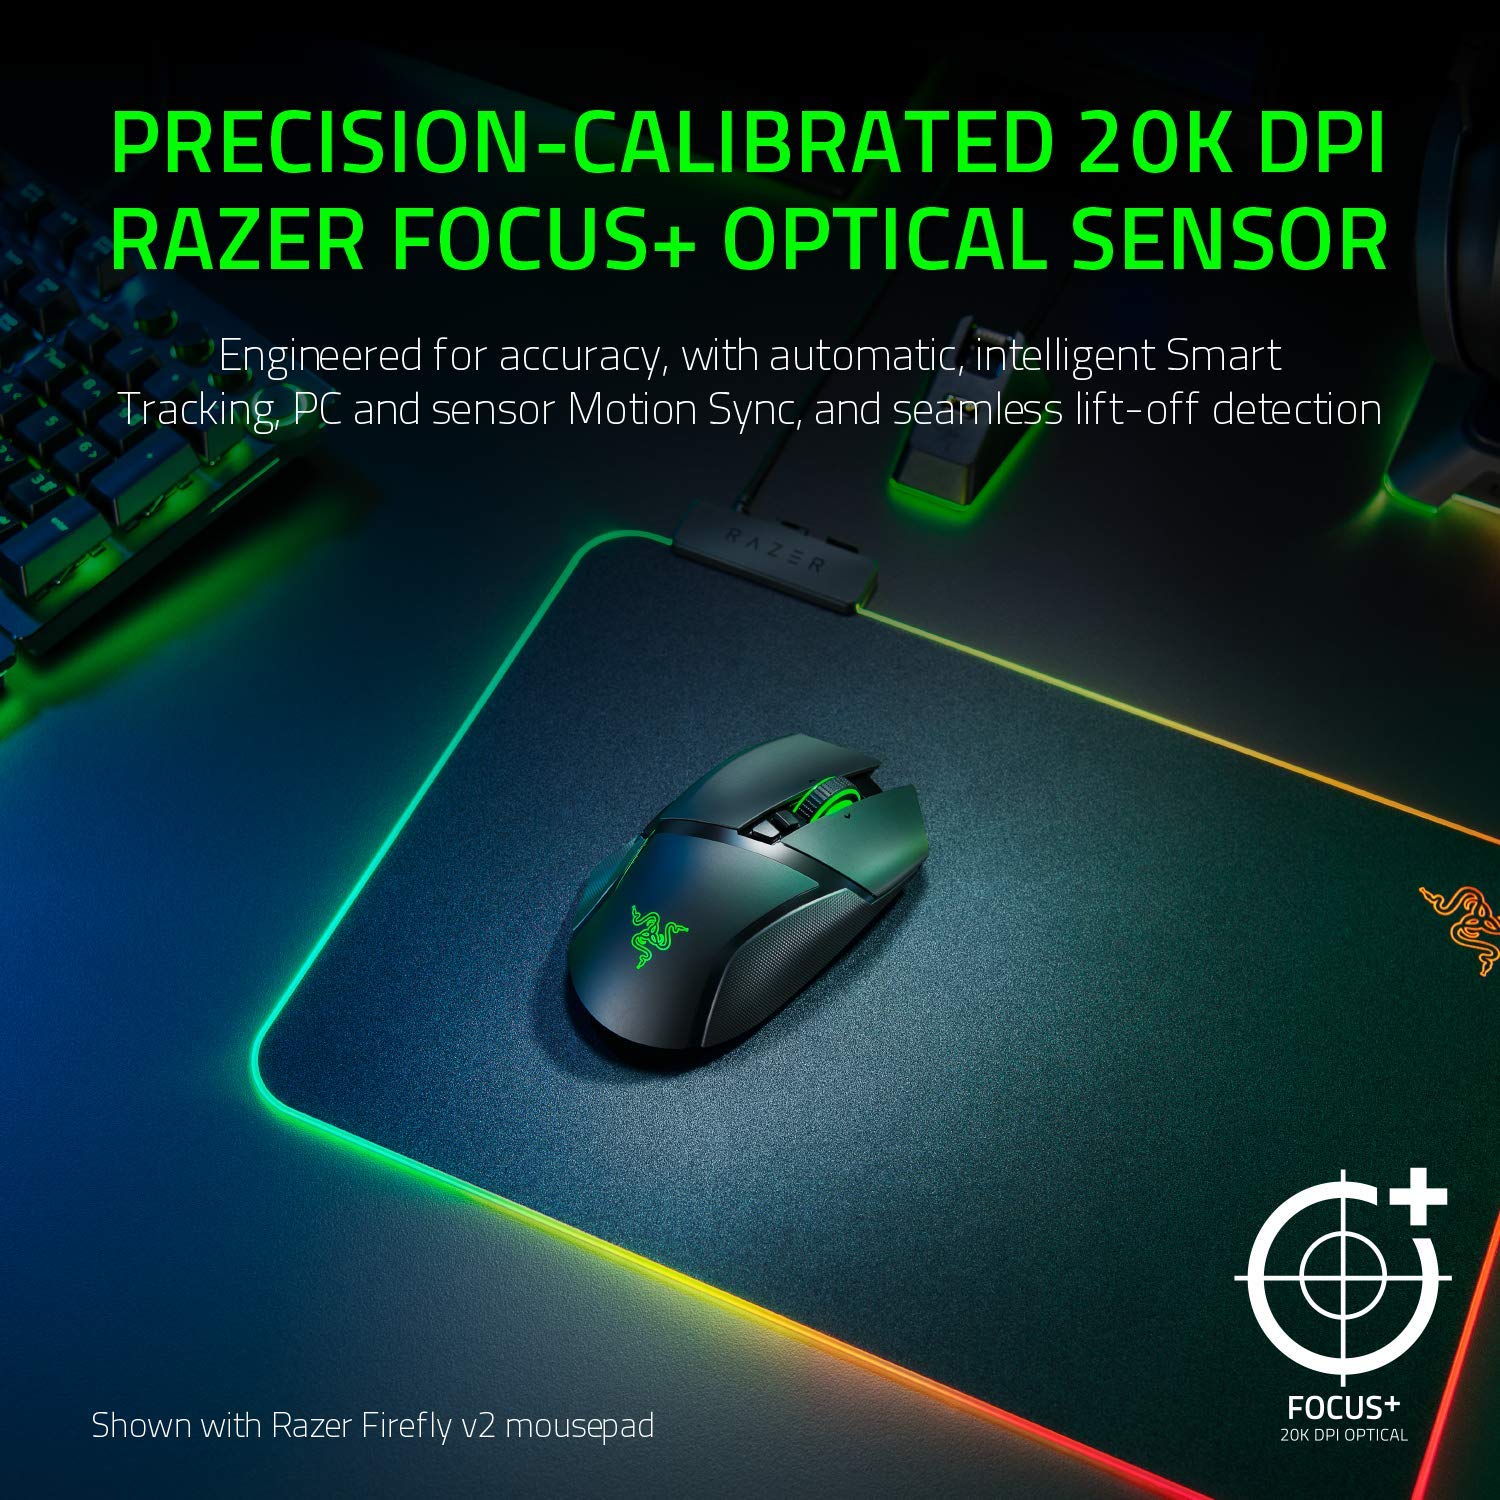 PRECISION-CALIBRATED 20K DPI
RAZER FOCUS+ OPTICAL SENSOR
Engineered for accuracy, with automatic, intelligent Smart
Tracking, PC and sensor Motion Sync, and seamless lift-off detection
RAZER
Shown with Razer Firefly v2 mousepad
FOCUS+
20K DPI OPTICAL